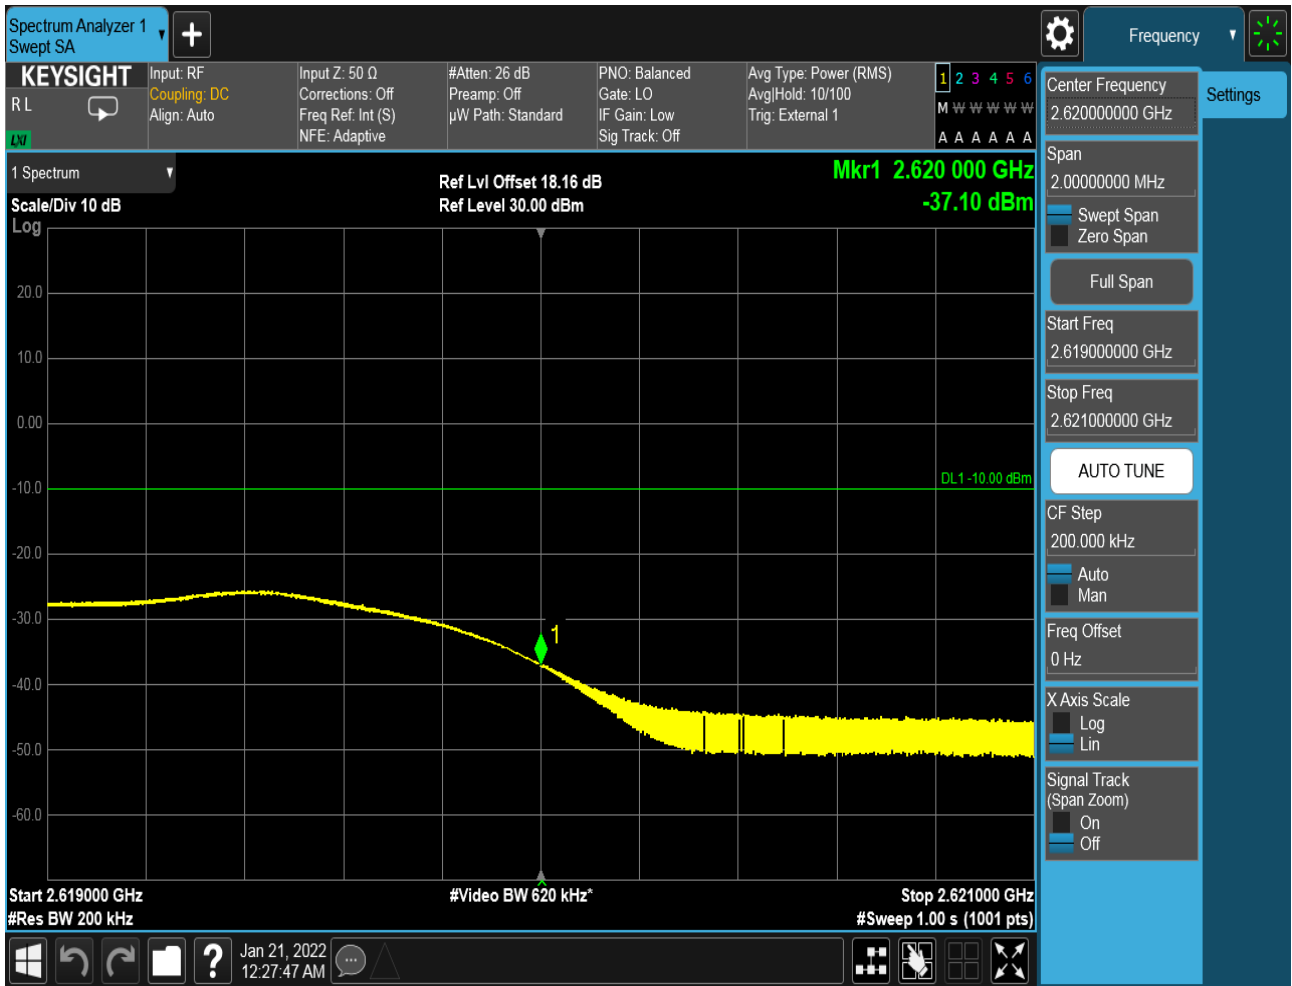 Spectrum Analyzer 1
Swept SA
Frequency
KEYSIGHT
R L
LXI
Input: RF
Coupling: DC
Align: Auto
Input Z: 50 Ω
Corrections: Off
Freq Ref: Int (S)
NFE: Adaptive
#Atten: 26 dB
Preamp: Off
µW Path: Standard
PNO: Balanced
Gate: LO
IF Gain: Low
Sig Track: Off
Avg Type: Power (RMS)
Avg|Hold: 10/100
Trig: External 1
1 2 3 4 5 6
M W W W W W
A A A A A A
1 Spectrum
Scale/Div 10 dB
Log
Ref Lvl Offset 18.16 dB
Ref Level 30.00 dBm
Mkr1 2.620 000 GHz
-37.10 dBm
20.0
10.0
0.00
-10.0
-20.0
-30.0
-40.0
-50.0
-60.0
DL1 -10.00 dBm
1
Start 2.619000 GHz
#Res BW 200 kHz
#Video BW 620 kHz*
Stop 2.621000 GHz
#Sweep 1.00 s (1001 pts)
Jan 21, 2022
12:27:47 AM
Center Frequency
2.620000000 GHz
Settings
Span
2.00000000 MHz
Swept Span
Zero Span
Full Span
Start Freq
2.619000000 GHz
Stop Freq
2.621000000 GHz
AUTO TUNE
CF Step
200.000 kHz
Auto
Man
Freq Offset
0 Hz
X Axis Scale
Log
Lin
Signal Track
(Span Zoom)
On
Off